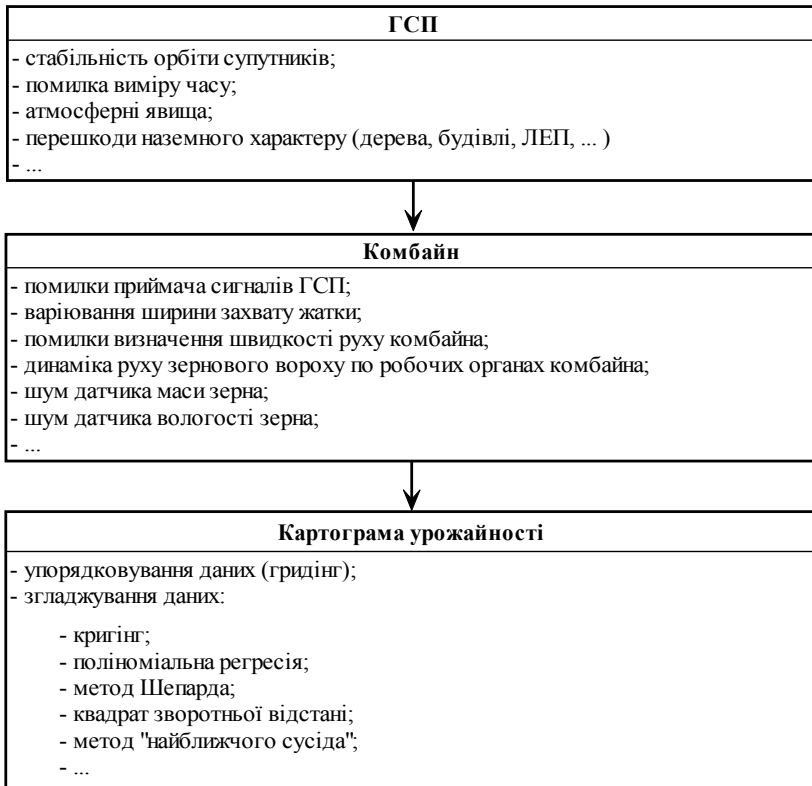 ГСП
- стабільність орбіти супутників;
- помилка виміру часу;
- атмосферні явища;
- перешкоди наземного характеру (дерева, будівлі, ЛЕП, ... )
- ...
Комбайн
- помилки приймача сигналів ГСП;
- варіювання ширини захвату жатки;
- помилки визначення швидкості руху комбайна;
- динаміка руху зернового вороху по робочих органах комбайна;
- шум датчика маси зерна;
- шум датчика вологості зерна;
- ...
Картограма урожайності
- упорядковування даних (гридінг);
- згладжування даних:
- кригінг;
- поліноміальна регресія;
- метод Шепарда;
- квадрат зворотньої відстані;
- метод "найближчого сусіда";
- ...